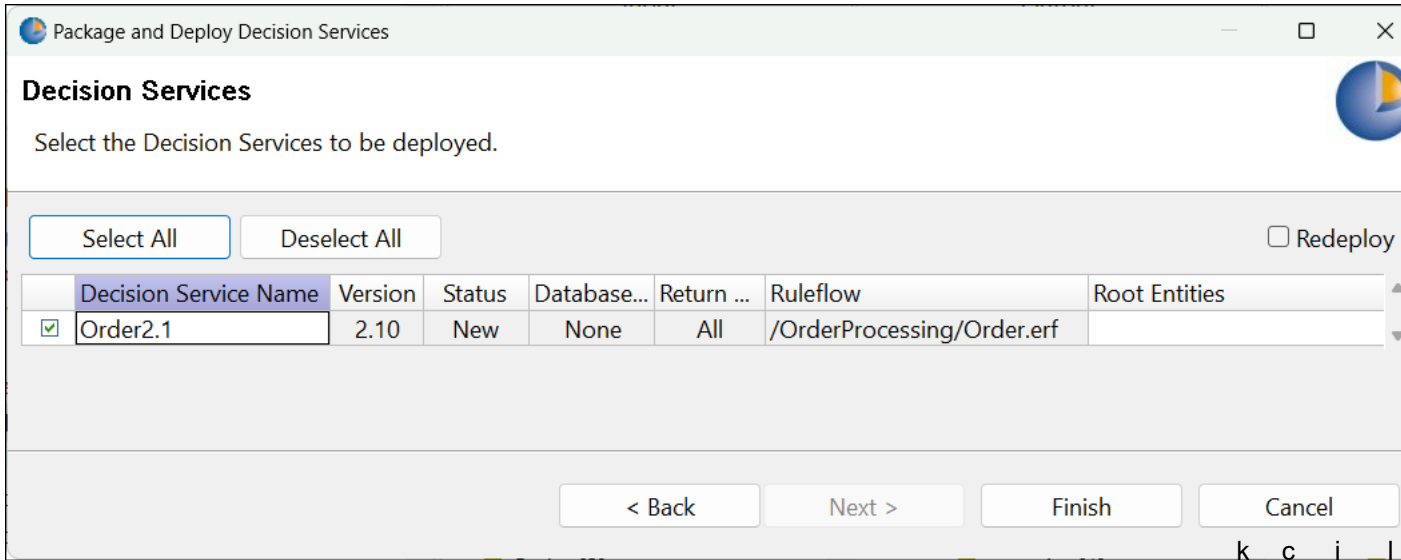 Package and Deploy Decision Services
Decision Services
Select the Decision Services to be deployed.
Select All Deselect All Redeploy
Decision Service Name Version Status Database... Return ... Ruleflow Root Entities
Order2.1 2.10 New None All /OrderProcessing/Order.erf
< Back Next > Finish Cancel
k c i l